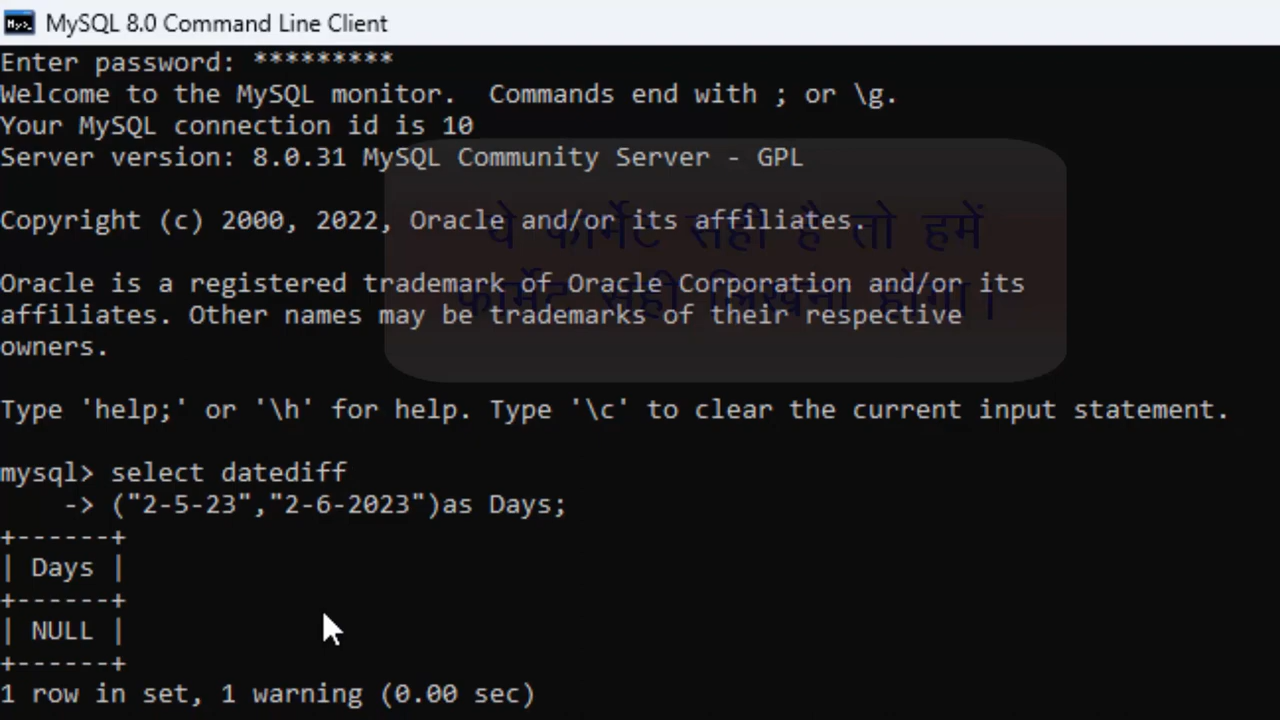 MySQL 8.0 Command Line Client
Enter password: *********
Welcome to the MySQL monitor.  Commands end with ; or \g.
Your MySQL connection id is 10
Server version: 8.0.31 MySQL Community Server - GPL
Copyright (c) 2000, 2022, Oracle and/or its affiliates.
ये फार्मेट सही है तो हमें
Oracle is a registered trademark of Oracle Corporation and/or its
फार्मेट सही लिखना होगा।
affiliates. Other names may be trademarks of their respective
owners.
Type 'help;' or '\h' for help. Type '\c' to clear the current input statement.
mysql> select datediff
    -> ("2-5-23","2-6-2023")as Days;
+------+
| Days |
+------+
| NULL |
+------+
1 row in set, 1 warning (0.00 sec)